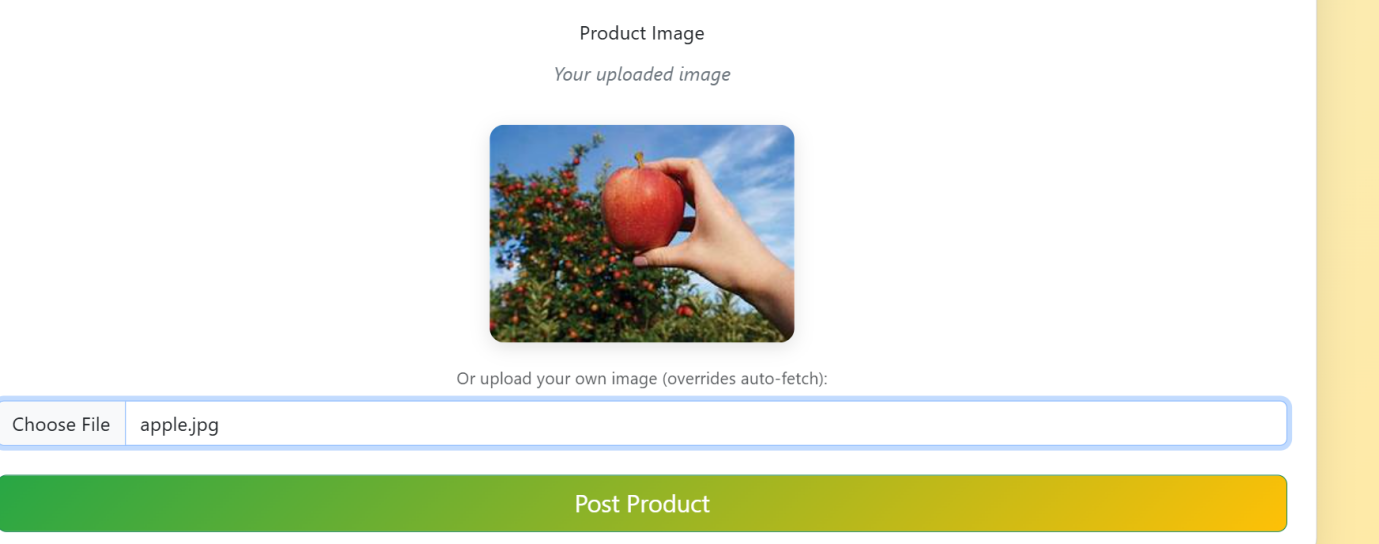 Product Image
Your uploaded image
Or upload your own image (overrides auto-fetch):
Choose File apple.jpg
Post Product